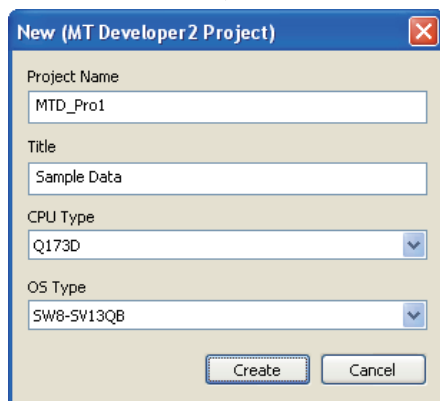 New (MT Developer2 Project)
Project Name
MTD_Pro1
Title
Sample Data
CPU Type
Q173D
OS Type
SW8-SV13QB
Create Cancel